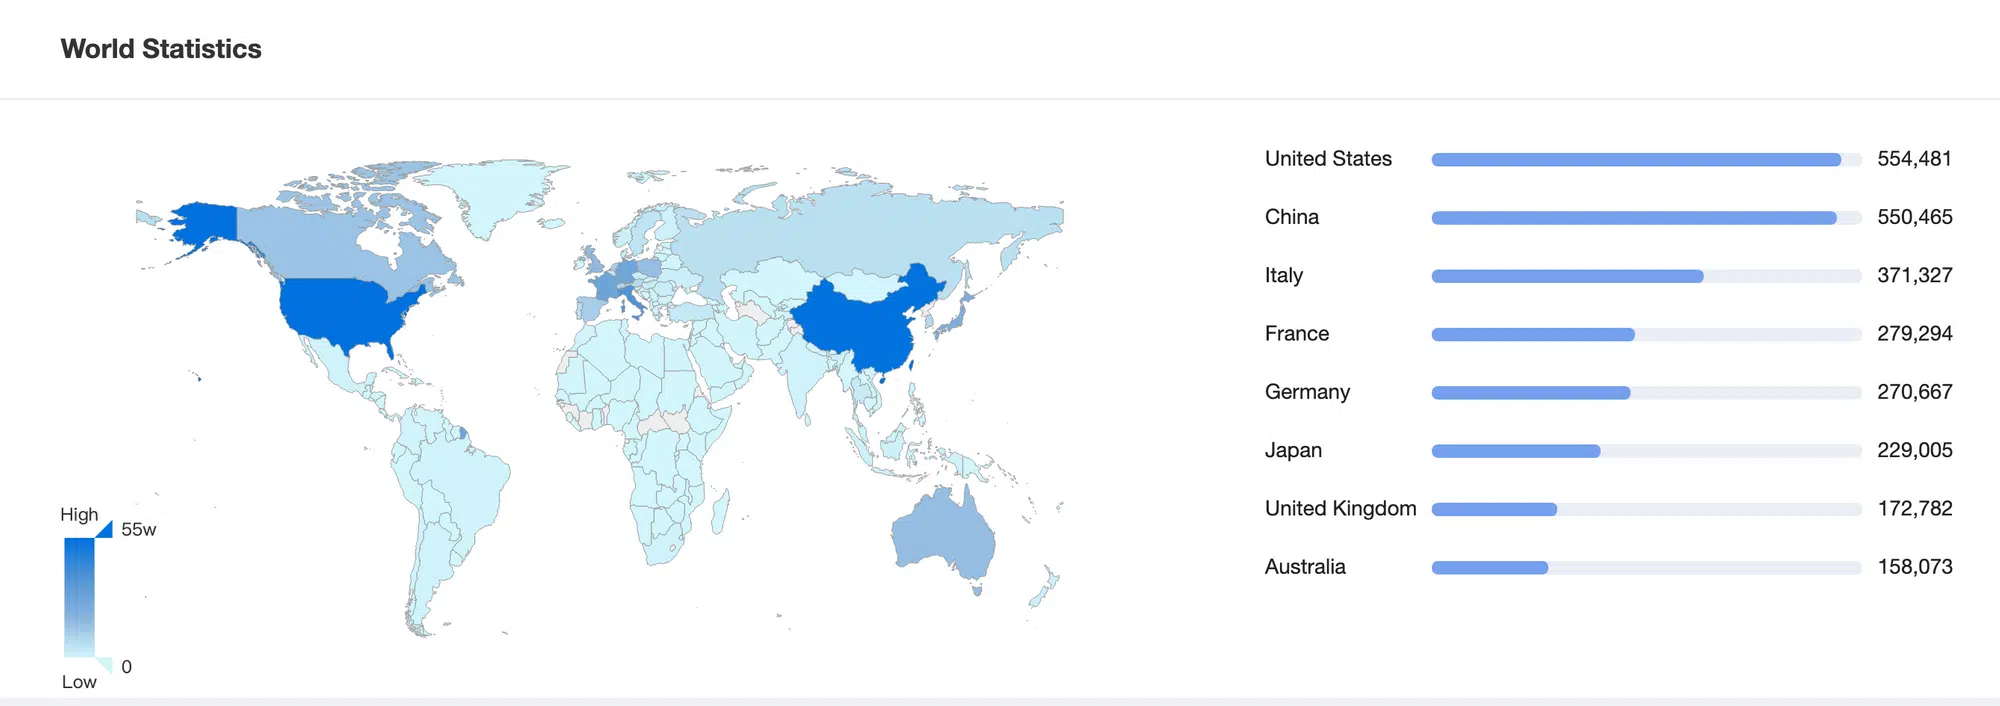 World Statistics
United States 554,481
China 550,465
Italy 371,327
France 279,294
Germany 270,667
Japan 229,005
United Kingdom 172,782
Australia 158,073
High
55w
0
Low